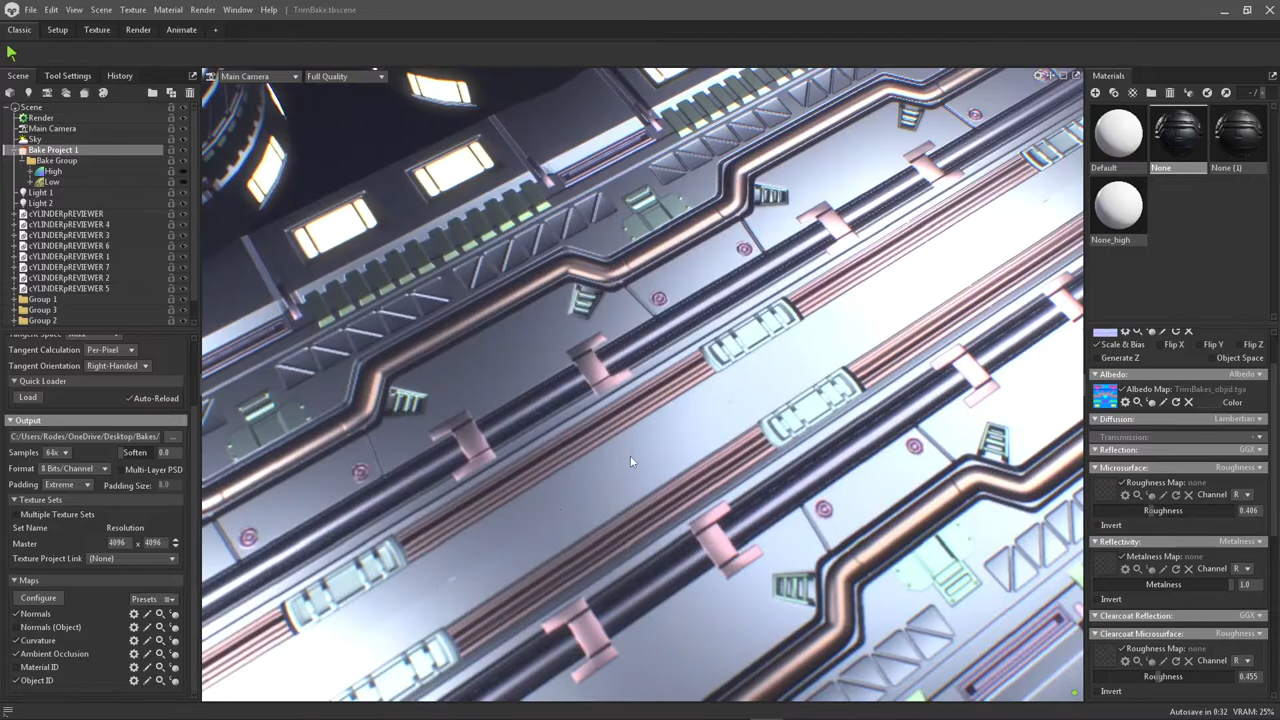 File Edit View Scene Texture Material Render Window Help TrimBake.tbscene
Classic Setup Texture Render Animate +
Scene Tool Settings History
Main Camera Full Quality
Materials
Scene
Render
Main Camera
Sky
Bake Project 1
Bake Group
High
Low
Light 1
Light 2
cYLINDERpREVIEWER
cYLINDERpREVIEWER 4
cYLINDERpREVIEWER 3
cYLINDERpREVIEWER 6
cYLINDERpREVIEWER 1
cYLINDERpREVIEWER 7
cYLINDERpREVIEWER 2
cYLINDERpREVIEWER 5
Group 1
Group 3
Group 2
Tangent Space
Tangent Calculation Per-Pixel
Tangent Orientation Right-Handed
Quick Loader
Load Auto-Reload
Output
C:/Users/Rodes/OneDrive/Desktop/Bakes/ ...
Samples 64x Soften 0.0
Format 8 Bits/Channel Multi-Layer PSD
Padding Extreme Padding Size: 8.0
Texture Sets
Multiple Texture Sets
Set Name Resolution
Master 4096 x 4096
Texture Project Link (None)
Maps
Configure Presets
Normals
Normals (Object)
Curvature
Ambient Occlusion
Material ID
Object ID
Default None None (1)
None_high
Scale & Bias Flip X Flip Y Flip Z
Generate Z Object Space
Albedo: Albedo
Albedo Map: TrimBakes_objid.tga
Color
Diffusion: Lambertian
Transmission: -
Reflection: GGX
Microsurface: Roughness
Roughness Map: none
Channel R
Roughness 0.406
Invert
Reflectivity: Metalness
Metalness Map: none
Channel R
Metalness 1.0
Invert
Clearcoat Reflection: GGX
Clearcoat Microsurface: Roughness
Roughness Map: none
Channel R
Roughness 0.455
Invert
Autosave in 0:32 VRAM: 25%